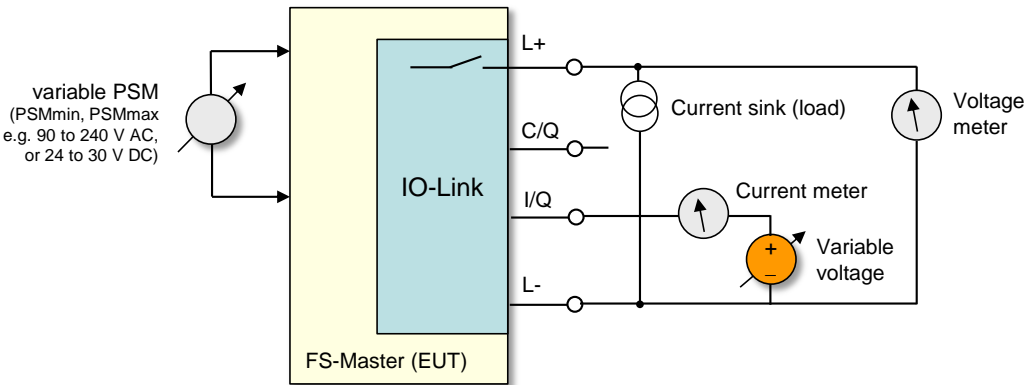 variable PSM
(PSMmin, PSMmax
e.g. 90 to 240 V AC,
or 24 to 30 V DC)
IO-Link
FS-Master (EUT)
L+
C/Q
I/Q
L-
Current sink (load)
Voltage
meter
Current meter
+
–
Variable
voltage